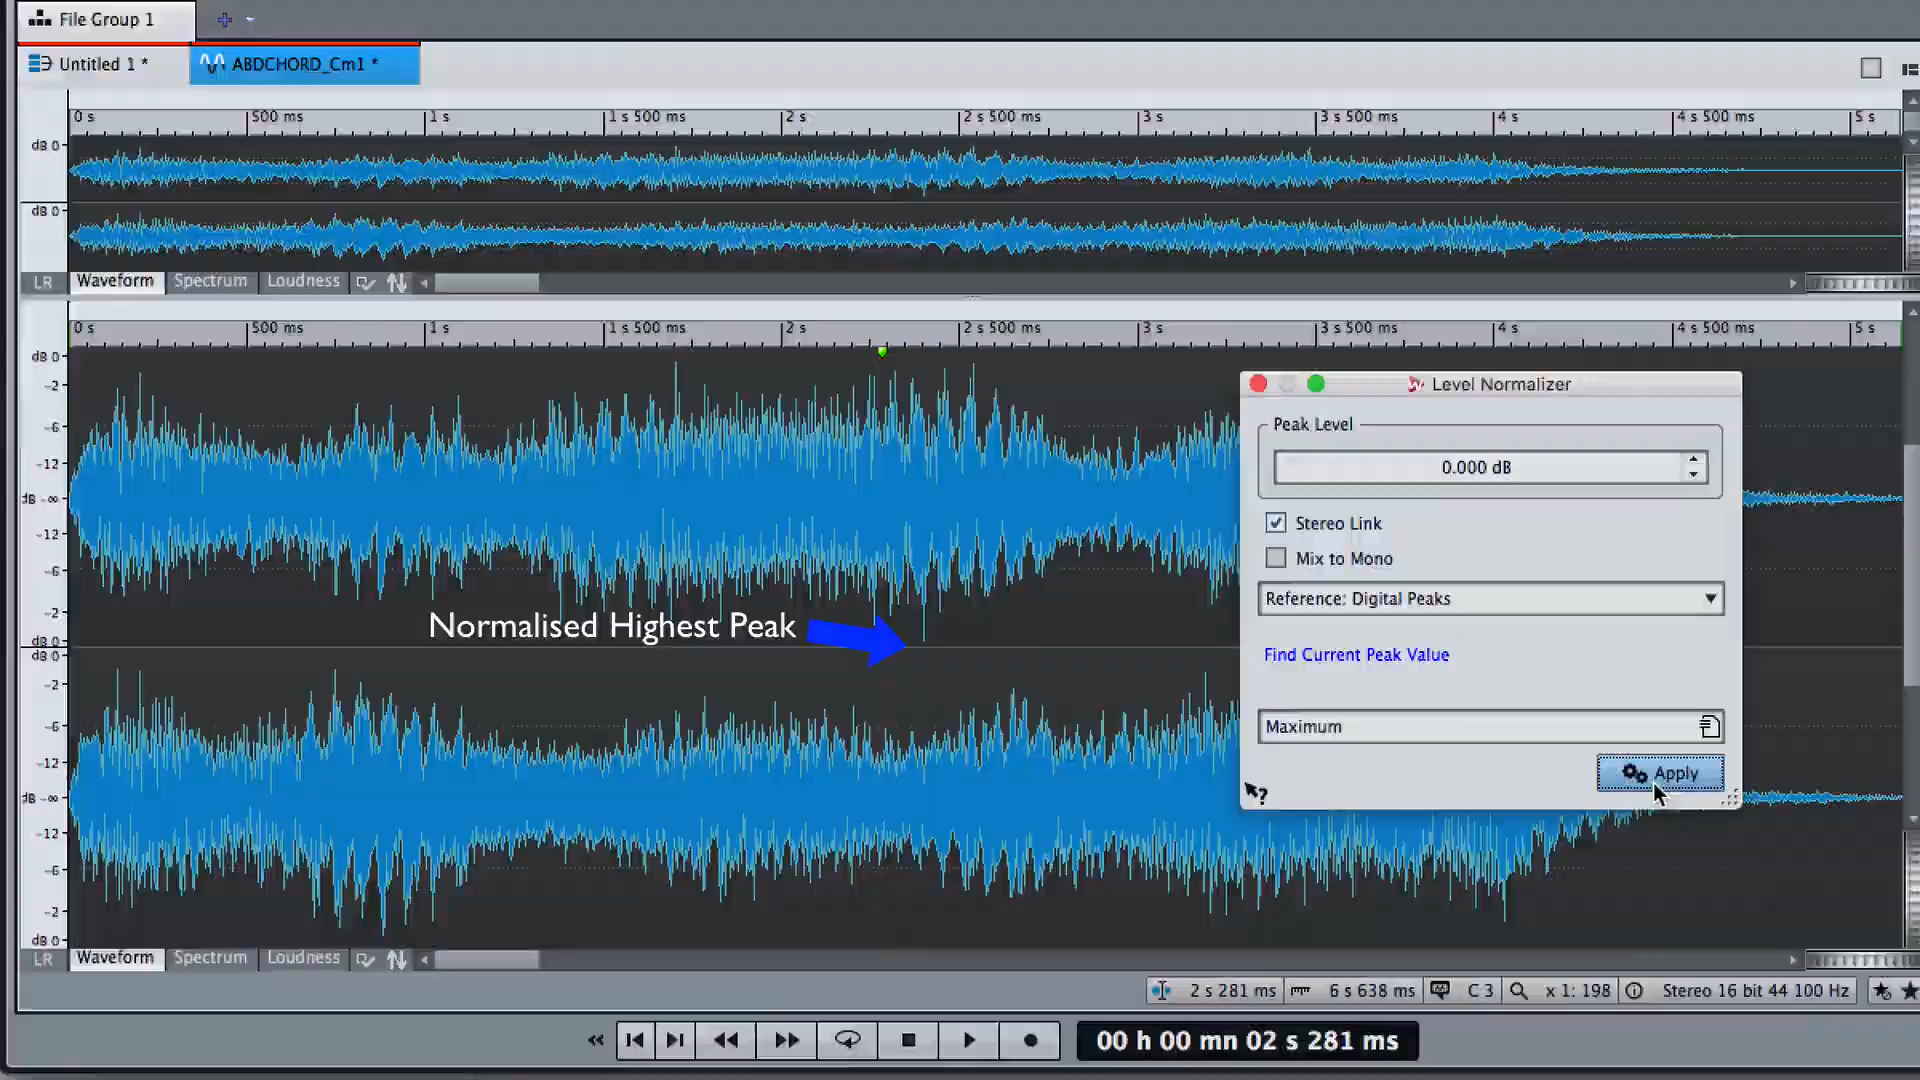 File Group 1
Untitled 1 *
ABDCHORD_Cm1 *
0 s 500 ms 1 s 1 s 500 ms 2 s 2 s 500 ms 3 s 3 s 500 ms 4 s 4 s 500 ms 5 s
dB 0
dB 0
LR Waveform Spectrum Loudness
0 s 500 ms 1 s 1 s 500 ms 2 s 2 s 500 ms 3 s 3 s 500 ms 4 s 4 s 500 ms 5 s
dB 0
-2
-6
-12
dB -∞
-12
-6
-2
dB 0
Normalised Highest Peak
dB 0
-2
-6
-12
dB -∞
-12
-6
-2
dB 0
Level Normalizer
Peak Level
0.000 dB
Stereo Link
Mix to Mono
Reference: Digital Peaks
Find Current Peak Value
Maximum
Apply
?
LR Waveform Spectrum Loudness
2 s 281 ms 6 s 638 ms C 3 x 1: 198 Stereo 16 bit 44 100 Hz
00 h 00 mn 02 s 281 ms